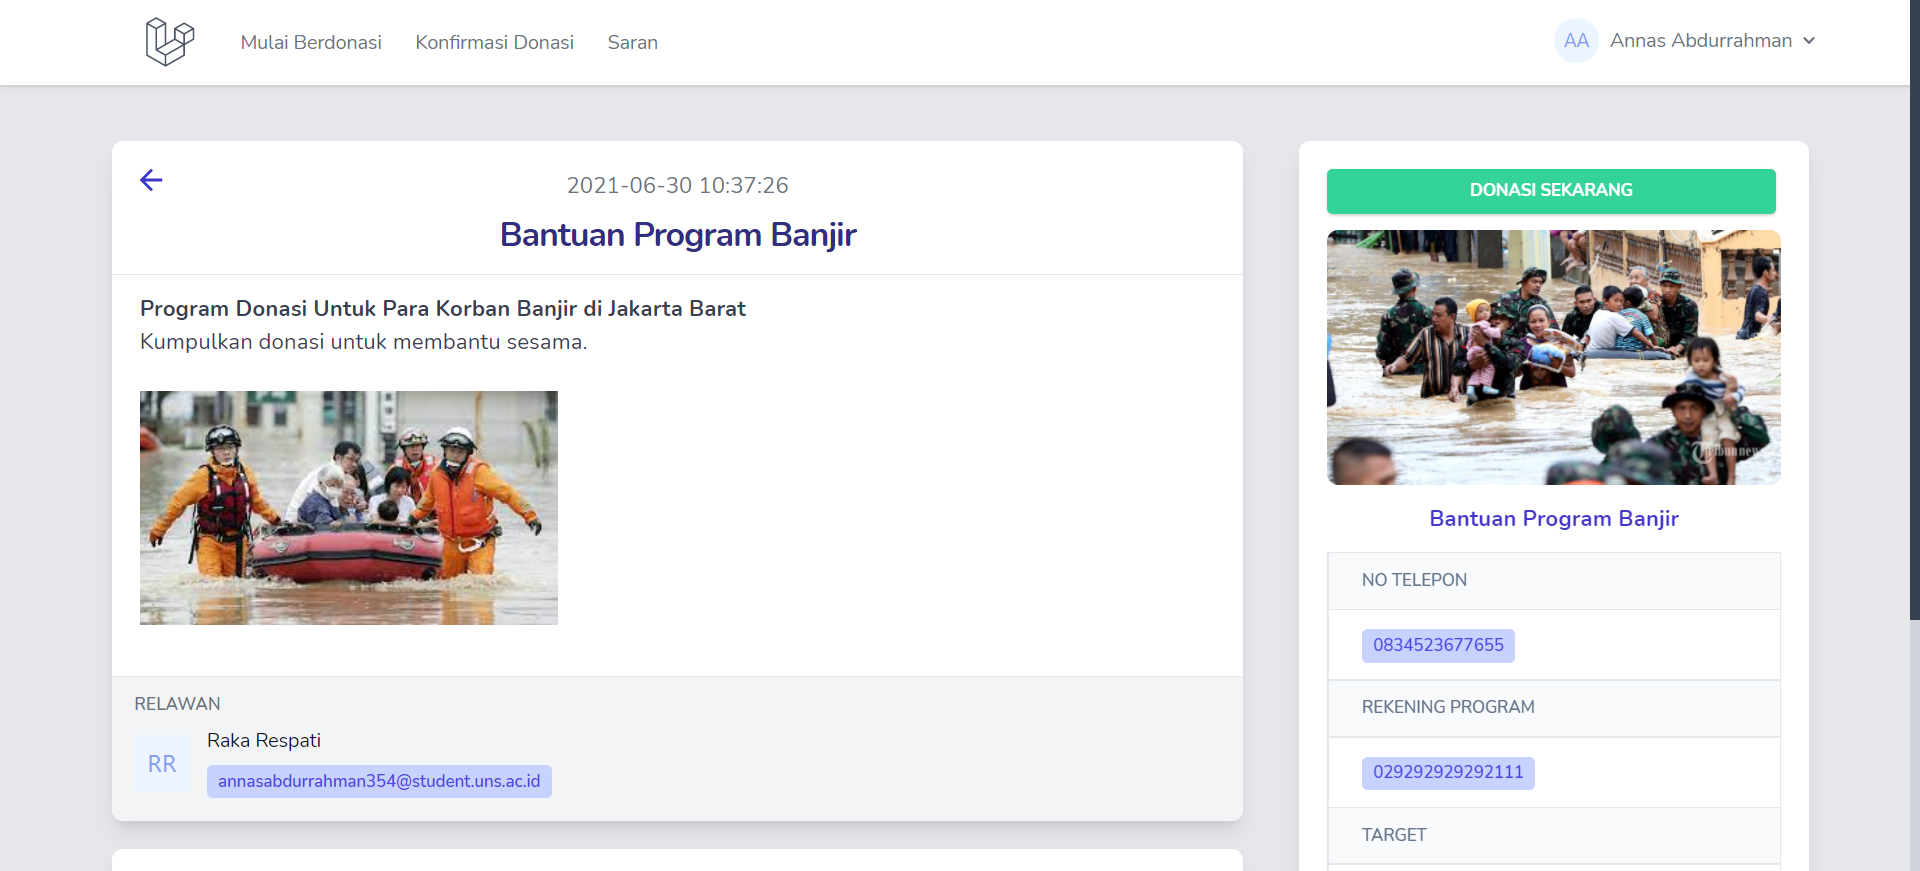 Mulai Berdonasi
Konfirmasi Donasi
Saran
AA
Annas Abdurrahman
2021-06-30 10:37:26
Bantuan Program Banjir
Program Donasi Untuk Para Korban Banjir di Jakarta Barat
Kumpulkan donasi untuk membantu sesama.
RELAWAN
RR
Raka Respati
annasabdurrahman354@student.uns.ac.id
DONASI SEKARANG
Bantuan Program Banjir
NO TELEPON
0834523677655
REKENING PROGRAM
029292929292111
TARGET